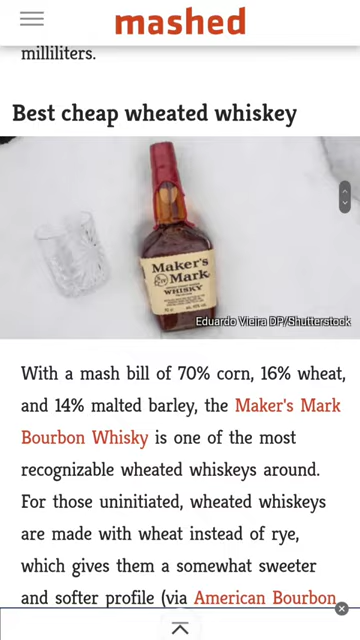 mashed
milliliters.
Best cheap wheated whiskey
Maker's
Mark
WHISKY
Eduardo Vieira DP/Shutterstock
With a mash bill of 70% corn, 16% wheat,
and 14% malted barley, the Maker's Mark
Bourbon Whisky is one of the most
recognizable wheated whiskeys around.
For those uninitiated, wheated whiskeys
are made with wheat instead of rye,
which gives them a somewhat sweeter
and softer profile (via American Bourbon